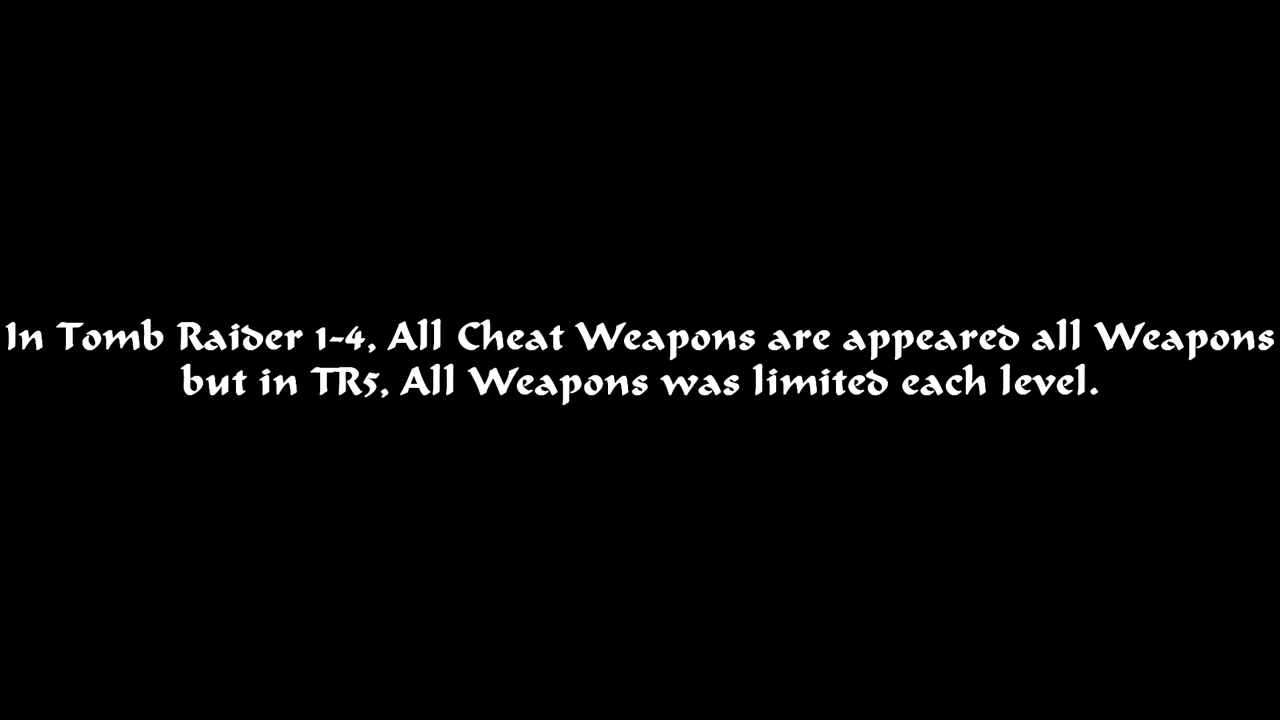 In Tomb Raider 1-4, All Cheat Weapons are appeared all Weapons
but in TR5, All Weapons was limited each level.